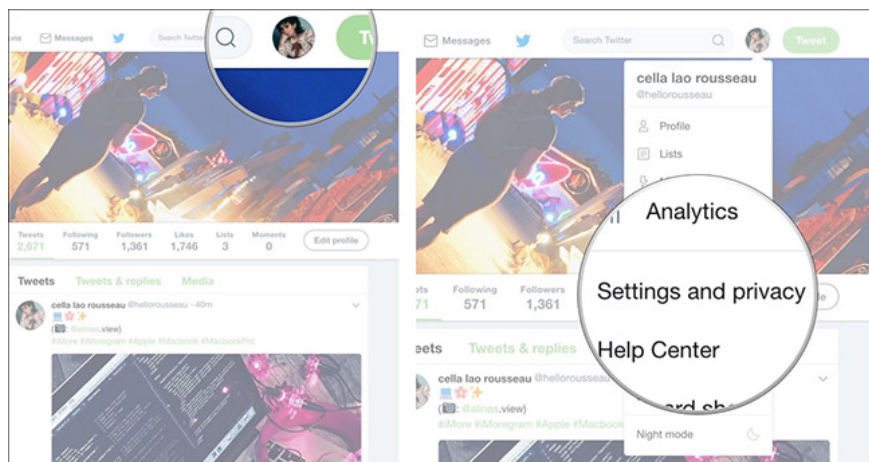 Messages
Search Twitter
Tweets Following Followers Likes Lists Moments
2,671 571 1,361 1,746 3 0
Edit profile
Tweets Tweets & replies Media
cella lao rousseau @hellorousseau · 40m
(📷: @alinas.view)
#iMore #iMoregram #Apple #Macbook #MacbookPro
Messages
Search Twitter
Tweet
cella lao rousseau
@hellorousseau
Profile
Lists
Analytics
Settings and privacy
Help Center
Night mode
Following Followers
571 1,361
Tweets & replies
cella lao rousseau @hellorousseau
(📷: @alinas.view)
#iMore #iMoregram #Apple #Macbook